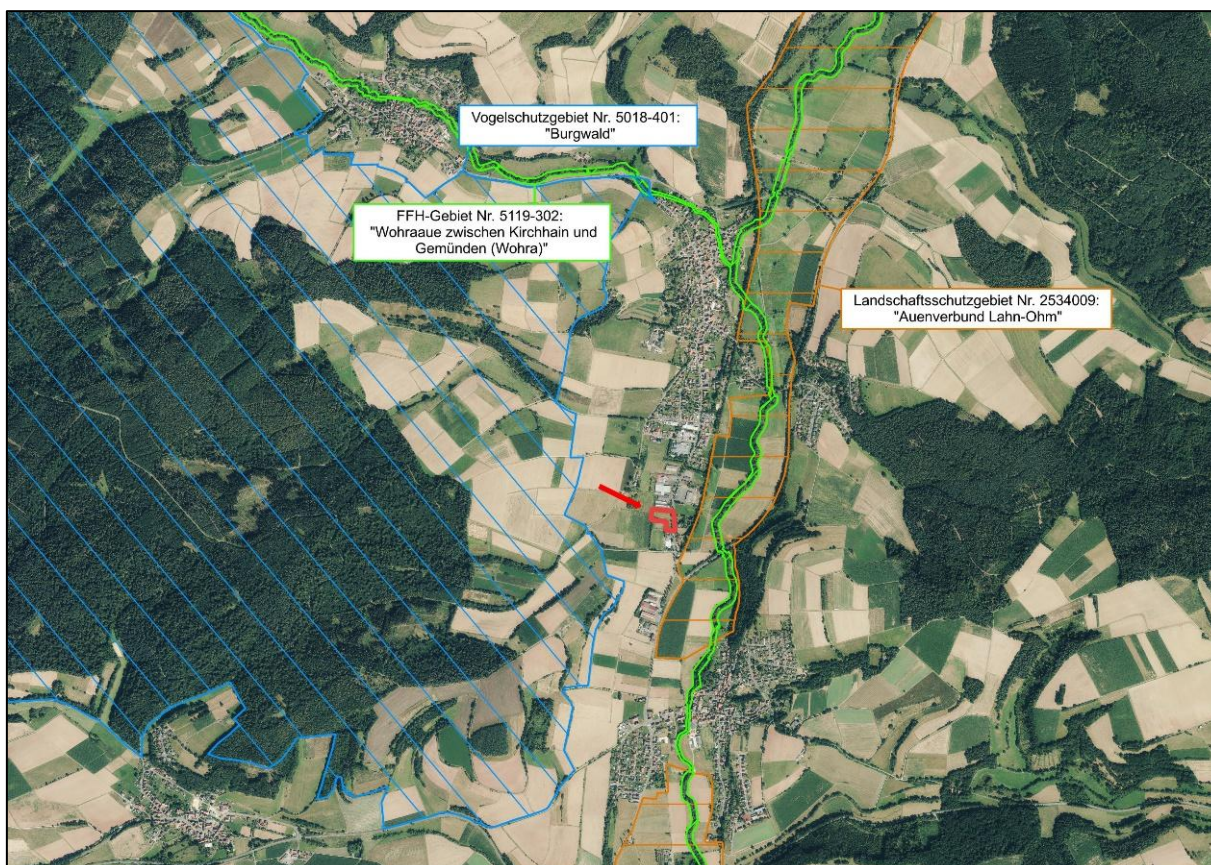 Vogelschutzgebiet Nr. 5018-401:
"Burgwald"
FFH-Gebiet Nr. 5119-302:
"Wohraaue zwischen Kirchhain und
Gemünden (Wohra)"
Landschaftsschutzgebiet Nr. 2534009:
"Auenverbund Lahn-Ohm"